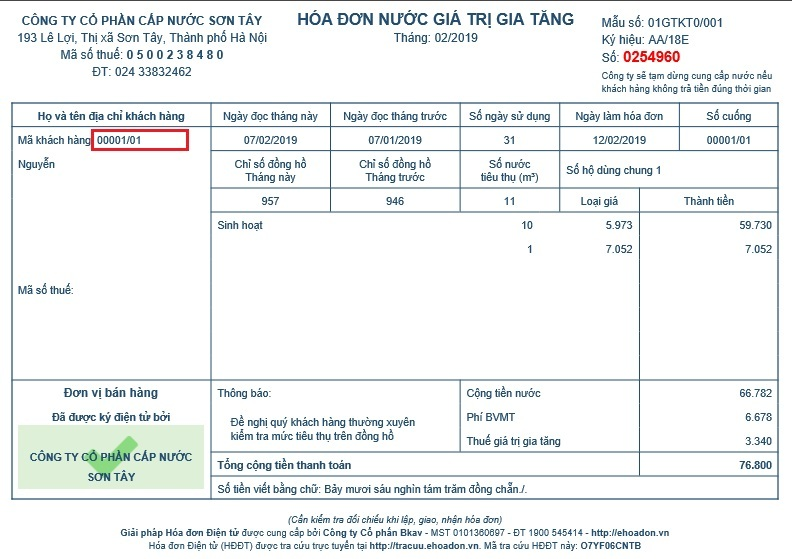 CÔNG TY CỔ PHẦN CẤP NƯỚC SƠN TÂY
193 Lê Lợi, Thị xã Sơn Tây, Thành phố Hà Nội
Mã số thuế: 0 5 0 0 2 3 8 4 8 0
ĐT: 024 33832462
HÓA ĐƠN NƯỚC GIÁ TRỊ GIA TĂNG
Tháng: 02/2019
Mẫu số: 01GTKT0/001
Ký hiệu: AA/18E
Số: 0254960
Công ty sẽ tạm dừng cung cấp nước nếu
khách hàng không trả tiền đúng thời gian
Họ và tên địa chỉ khách hàng
Ngày đọc tháng này
Ngày đọc tháng trước
Số ngày sử dụng
Ngày làm hóa đơn
Số cuống
Mã khách hàng 00001/01
07/02/2019
07/01/2019
31
12/02/2019
00001/01
Nguyễn
Chỉ số đồng hồ
Tháng này
Chỉ số đồng hồ
Tháng trước
Số nước
tiêu thụ (m³)
Số hộ dùng chung 1
957
946
11
Loại giá
Thành tiền
Sinh hoạt
10
5.973
59.730
1
7.052
7.052
Mã số thuế:
Đơn vị bán hàng
Đã được ký điện tử bởi
CÔNG TY CỔ PHẦN CẤP NƯỚC
SƠN TÂY
Thông báo:
Đề nghị quý khách hàng thường xuyên
kiểm tra mức tiêu thụ trên đồng hồ
Cộng tiền nước
66.782
Phí BVMT
6.678
Thuế giá trị gia tăng
3.340
Tổng cộng tiền thanh toán
76.800
Số tiền viết bằng chữ: Bảy mươi sáu nghìn tám trăm đồng chẵn./.
(Cần kiểm tra đối chiếu khi lập, giao, nhận hóa đơn)
Giải pháp Hóa đơn Điện tử được cung cấp bởi Công ty Cổ phần Bkav - MST 0101360697 - ĐT 1900 545414 - http://ehoadon.vn
Hóa đơn Điện tử (HĐĐT) được tra cứu trực tuyến tại http://tracuu.ehoadon.vn. Mã tra cứu HĐĐT này: O7YF06CNTB